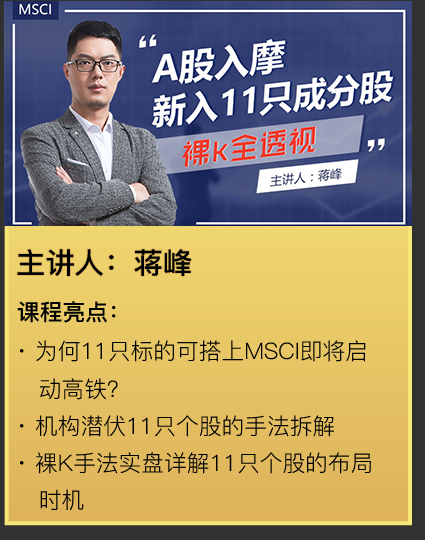 MSCI
“
A股入摩
新入11只成分股
裸k全透视
”
主讲人：蒋峰
主讲人：蒋峰
课程亮点：
· 为何11只标的可搭上MSCI即将启
动高铁？
· 机构潜伏11只个股的手法拆解
· 裸K手法实盘详解11只个股的布局
时机